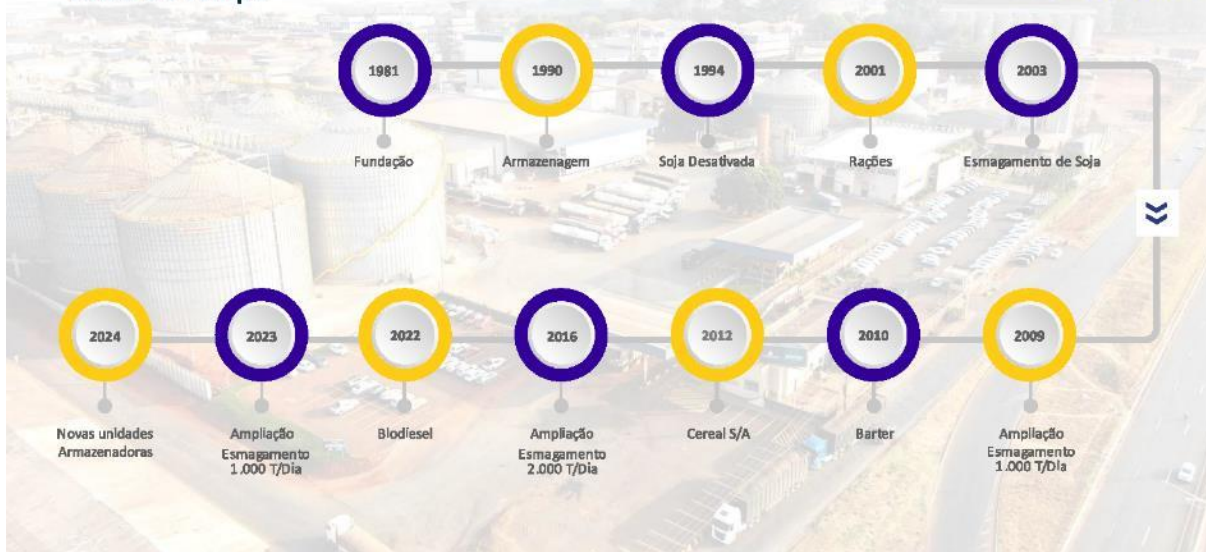 1981
Fundação
1990
Armazenagem
1994
Soja Desativada
2001
Rações
2003
Esmagamento de Soja
2009
Ampliação
Esmagamento
1.000 T/Dia
2010
Barter
2012
Cereal S/A
2016
Ampliação
Esmagamento
2.000 T/Dia
2022
Biodiesel
2023
Ampliação
Esmagamento
1.000 T/Dia
2024
Novas unidades
Armazenadoras